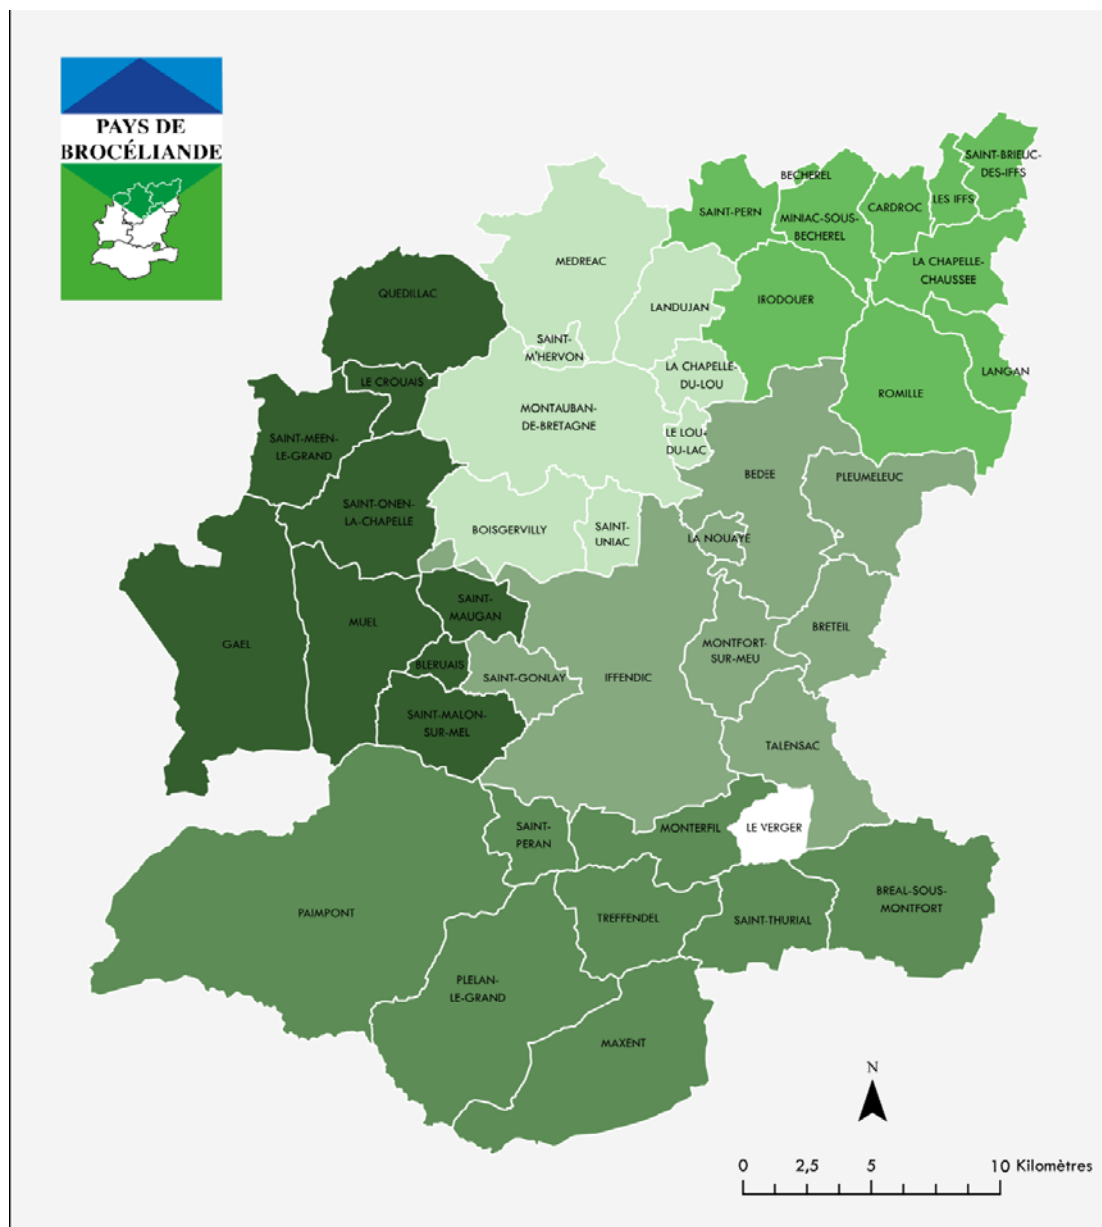 PAYS DE
BROCÉLIANDE
SAINT-BRIEUC-
DES-IFFS
BECHEREL
LES IFFS
CARDROC
SAINT-PERN
MINIAC-SOUS-
BECHEREL
MEDREAC
LA CHAPELLE-
CHAUSSEE
QUEDILLAC
LANDUJAN
IRODOUER
SAINT-
M'HERVON
LA CHAPELLE-
DU-LOU
LANGAN
LE CROUAIS
ROMILLE
MONTAUBAN-
DE-BRETAGNE
SAINT-MEEN-
LE-GRAND
LE LOU-
DU-LAC
BEDEE
PLEUMELEUC
SAINT-ONEN-
LA-CHAPELLE
BOISGERVILLY
SAINT-
UNIAC
LA NOUAYE
SAINT-
MAUGAN
MUEL
BRETEIL
GAEL
MONTFORT-
SUR-MEU
BLERUAIS
SAINT-GONLAY
IFFENDIC
SAINT-MALON-
SUR-MEL
TALENSAC
SAINT-
PERAN
MONTERFIL
LE VERGER
BREAL-SOUS-
MONTFORT
PAIMPONT
TREFFENDEL
SAINT-THURIAL
PLELAN-
LE-GRAND
MAXENT
N
0 2,5 5 10 Kilomètres